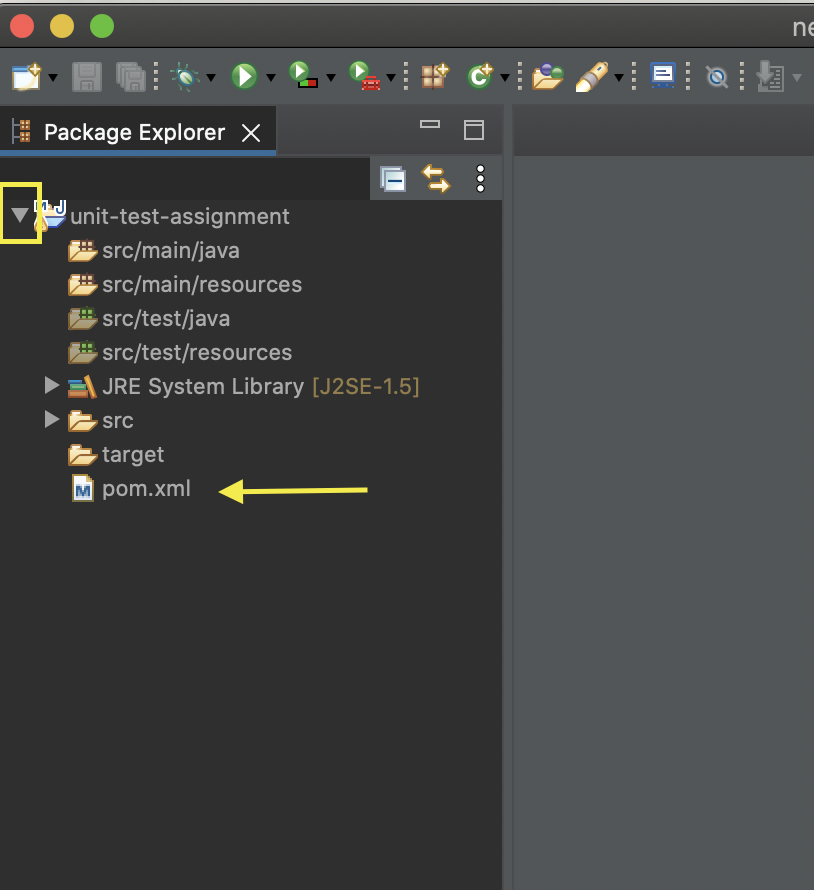 ne
Package Explorer
unit-test-assignment
src/main/java
src/main/resources
src/test/java
src/test/resources
JRE System Library [J2SE-1.5]
src
target
pom.xml